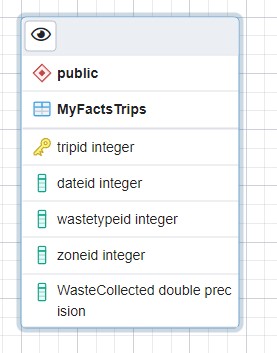 public
MyFactsTrips
tripid integer
dateid integer
wastetypeid integer
zoneid integer
WasteCollected double prec
ision